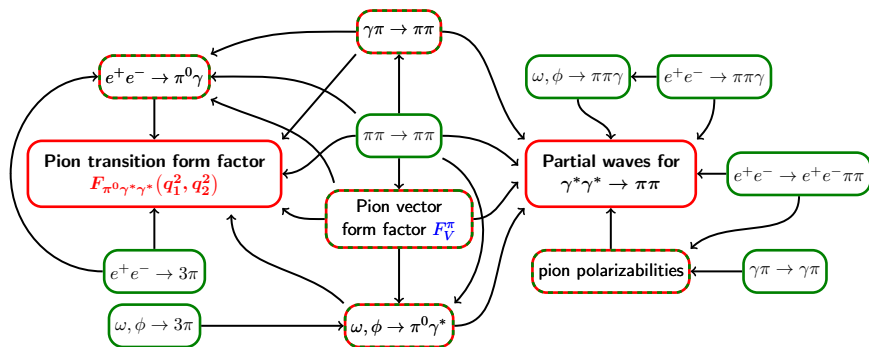 γπ → ππ
e⁺e⁻ → π⁰γ
ω, φ → ππγ
e⁺e⁻ → ππγ
ππ → ππ
Pion transition form factor
F_{π⁰γ*γ*}(q₁², q₂²)
Partial waves for
γ*γ* → ππ
e⁺e⁻ → e⁺e⁻ππ
Pion vector
form factor F_V^π
e⁺e⁻ → 3π
pion polarizabilities
γπ → γπ
ω, φ → 3π
ω, φ → π⁰γ*